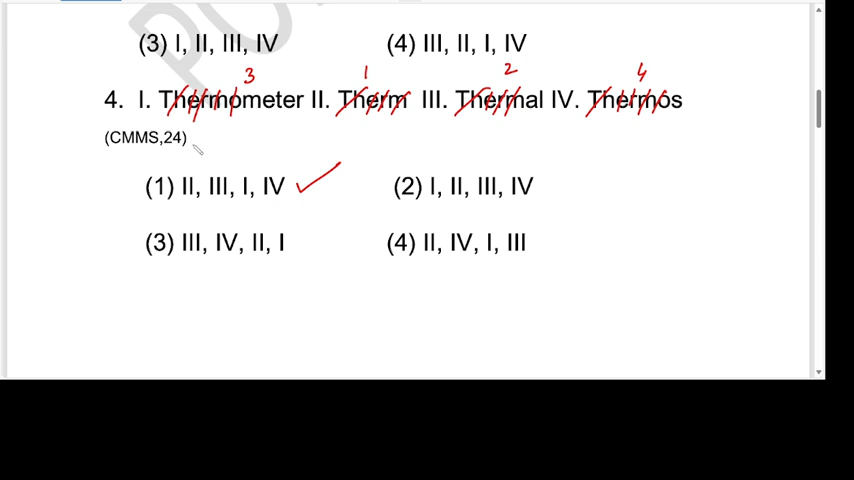 (3) I, II, III, IV (4) III, II, I, IV
3 1 2 4
4. I. Thermometer II. Therm III. Thermal IV. Thermos
(CMMS,24)
(1) II, III, I, IV (2) I, II, III, IV
(3) III, IV, II, I (4) II, IV, I, III